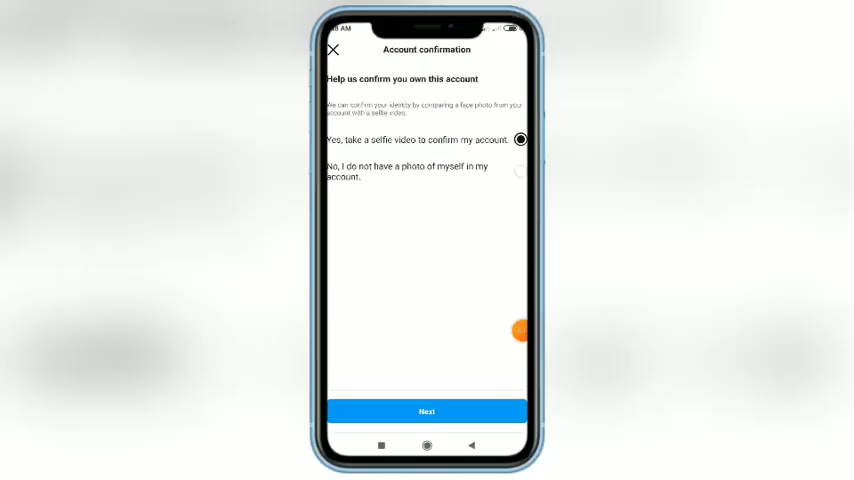 AM
Account confirmation
Help us confirm you own this account
We can confirm your identity by comparing a face photo from your
account with a selfie video.
Yes, take a selfie video to confirm my account.
No, I do not have a photo of myself in my
account.
Next